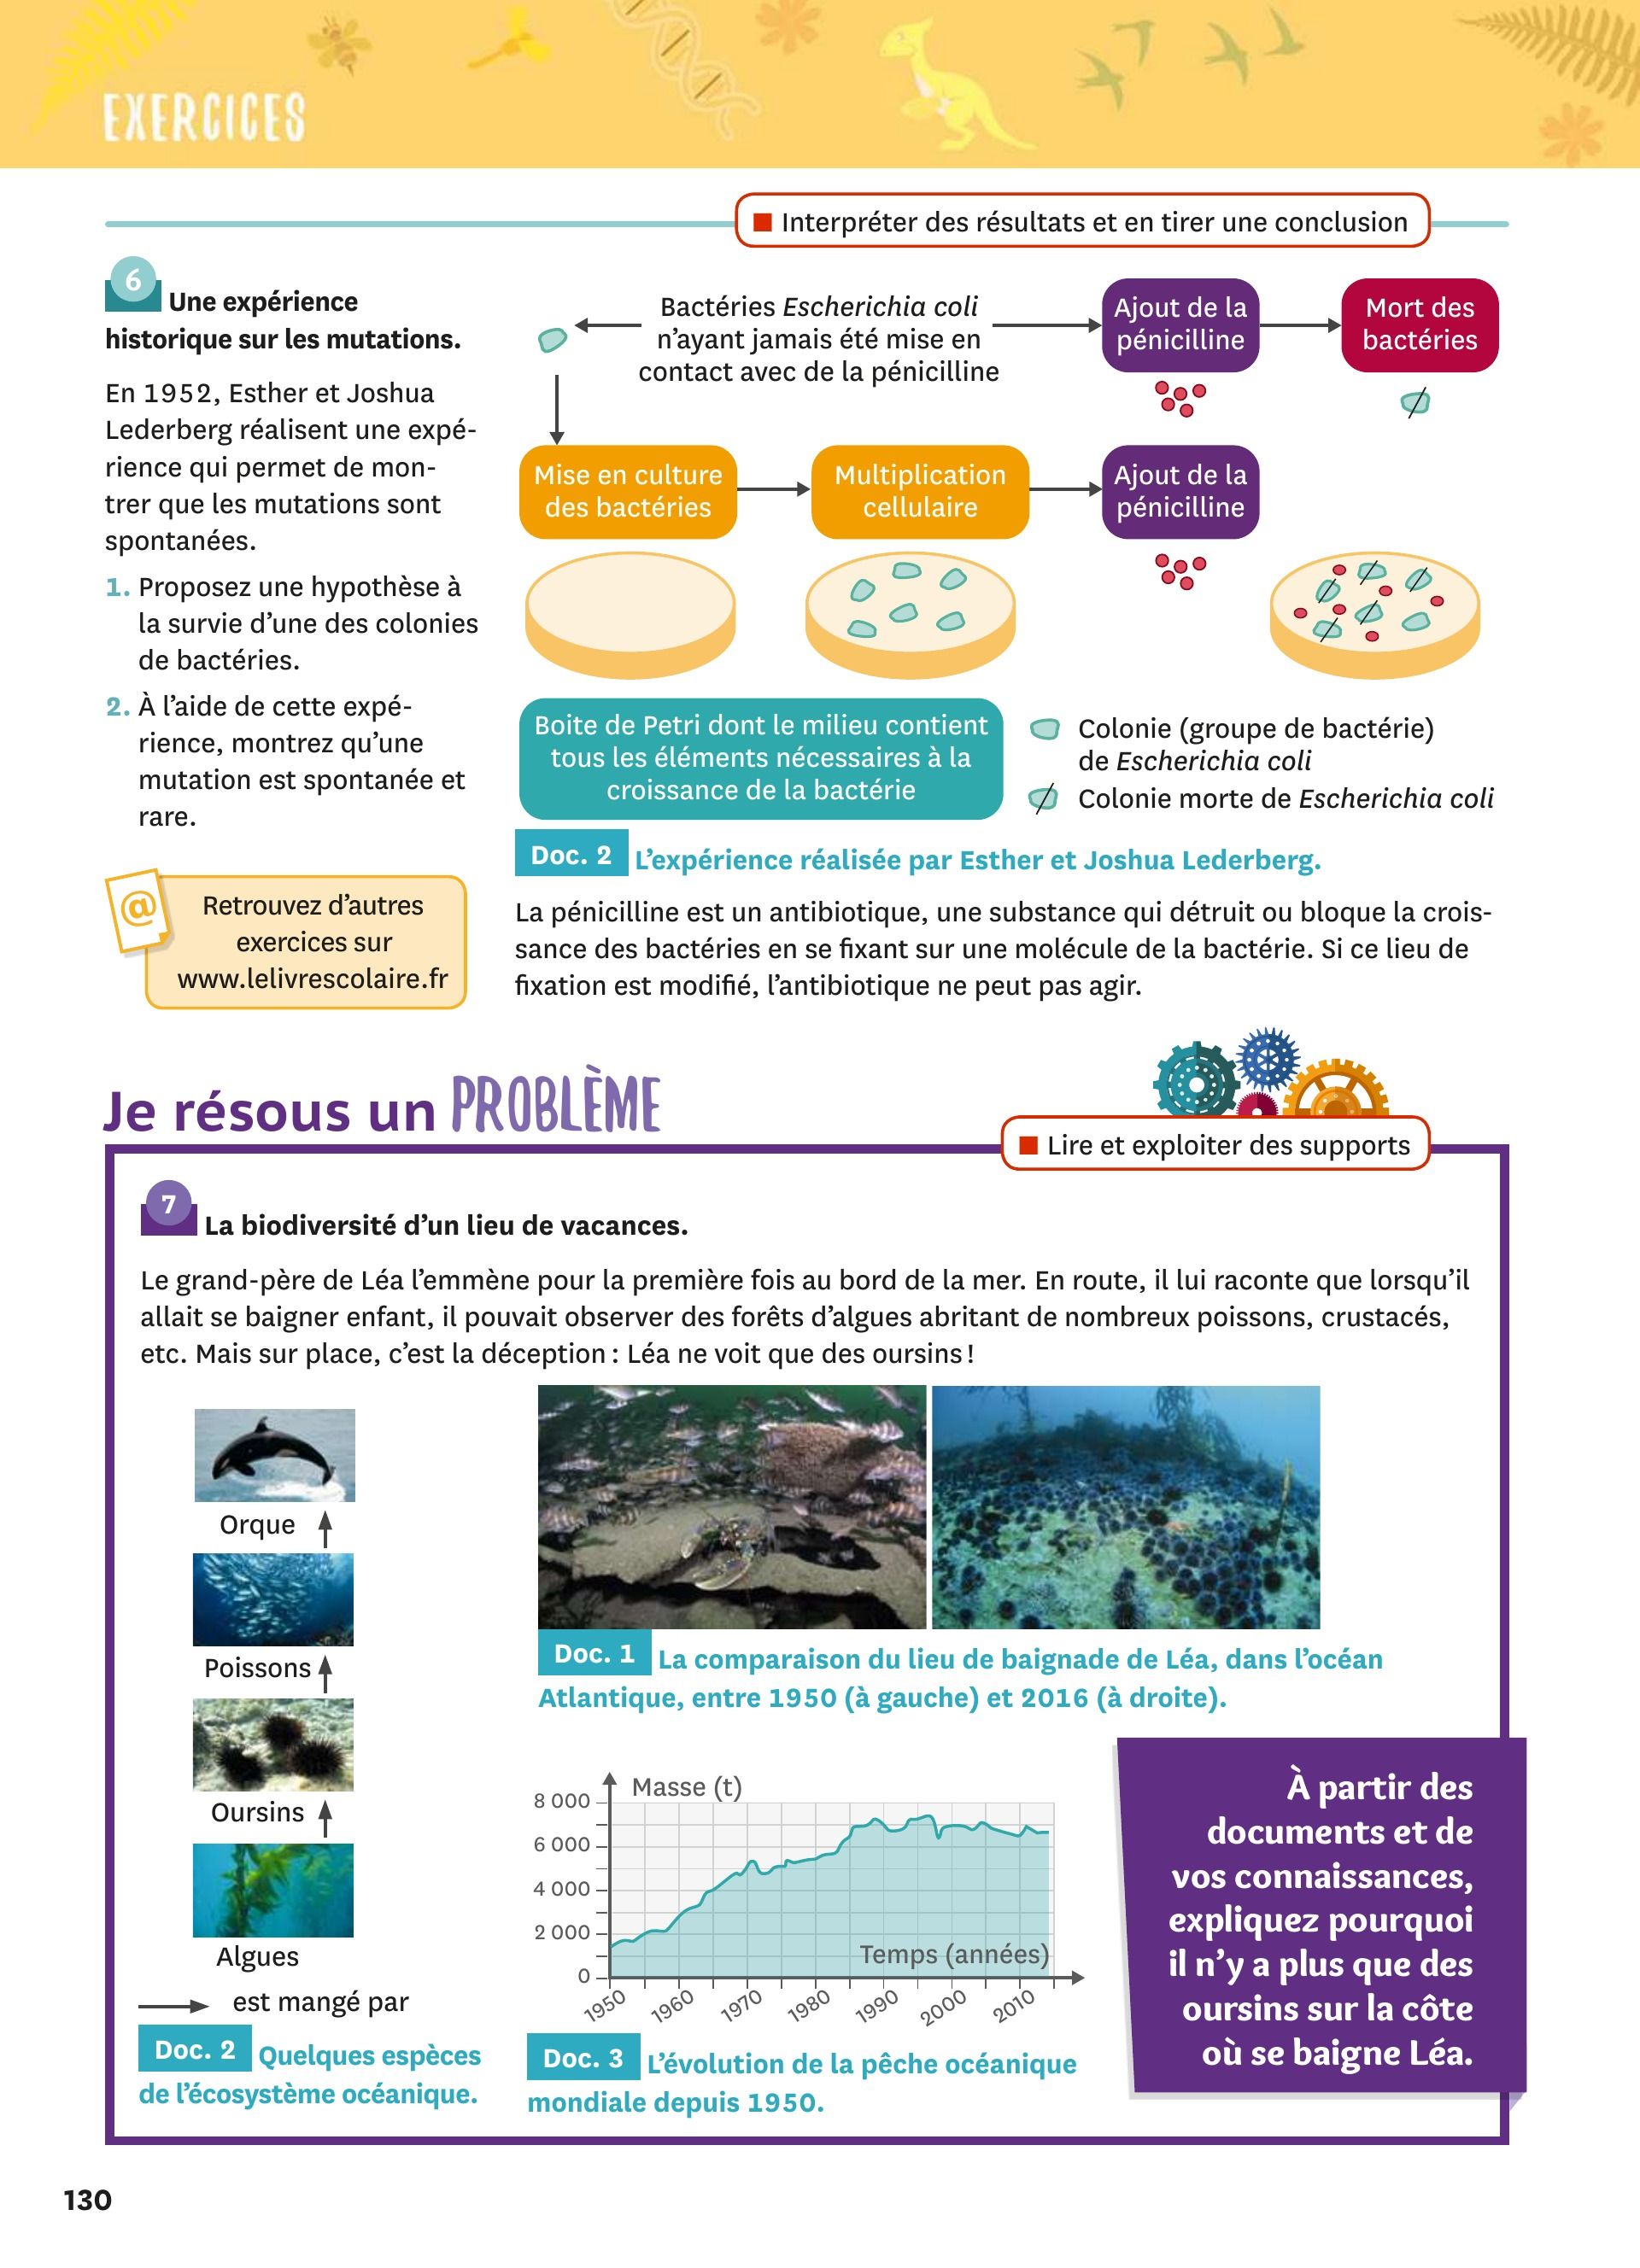 EXERCICES
■ Interpréter des résultats et en tirer une conclusion
6 Une expérience
historique sur les mutations.
En 1952, Esther et Joshua
Lederberg réalisent une expé-
rience qui permet de mon-
trer que les mutations sont
spontanées.
1. Proposez une hypothèse à
la survie d’une des colonies
de bactéries.
2. À l’aide de cette expé-
rience, montrez qu’une
mutation est spontanée et
rare.
@
Retrouvez d’autres
exercices sur
www.lelivrescolaire.fr
Bactéries Escherichia coli
n’ayant jamais été mise en
contact avec de la pénicilline
Ajout de la
pénicilline
Mort des
bactéries
Mise en culture
des bactéries
Multiplication
cellulaire
Ajout de la
pénicilline
Boite de Petri dont le milieu contient
tous les éléments nécessaires à la
croissance de la bactérie
Colonie (groupe de bactérie)
de Escherichia coli
Colonie morte de Escherichia coli
Doc. 2 L’expérience réalisée par Esther et Joshua Lederberg.
La pénicilline est un antibiotique, une substance qui détruit ou bloque la crois-
sance des bactéries en se fixant sur une molécule de la bactérie. Si ce lieu de
fixation est modifié, l’antibiotique ne peut pas agir.
Je résous un PROBLÈME
■ Lire et exploiter des supports
7 La biodiversité d’un lieu de vacances.
Le grand-père de Léa l’emmène pour la première fois au bord de la mer. En route, il lui raconte que lorsqu’il
allait se baigner enfant, il pouvait observer des forêts d’algues abritant de nombreux poissons, crustacés,
etc. Mais sur place, c’est la déception : Léa ne voit que des oursins !
Orque
Poissons
Oursins
Algues
est mangé par
Doc. 2 Quelques espèces
de l’écosystème océanique.
Doc. 1 La comparaison du lieu de baignade de Léa, dans l’océan
Atlantique, entre 1950 (à gauche) et 2016 (à droite).
Masse (t)
8 000
6 000
4 000
2 000
0
Temps (années)
1950 1960 1970 1980 1990 2000 2010
Doc. 3 L’évolution de la pêche océanique
mondiale depuis 1950.
À partir des
documents et de
vos connaissances,
expliquez pourquoi
il n’y a plus que des
oursins sur la côte
où se baigne Léa.
130